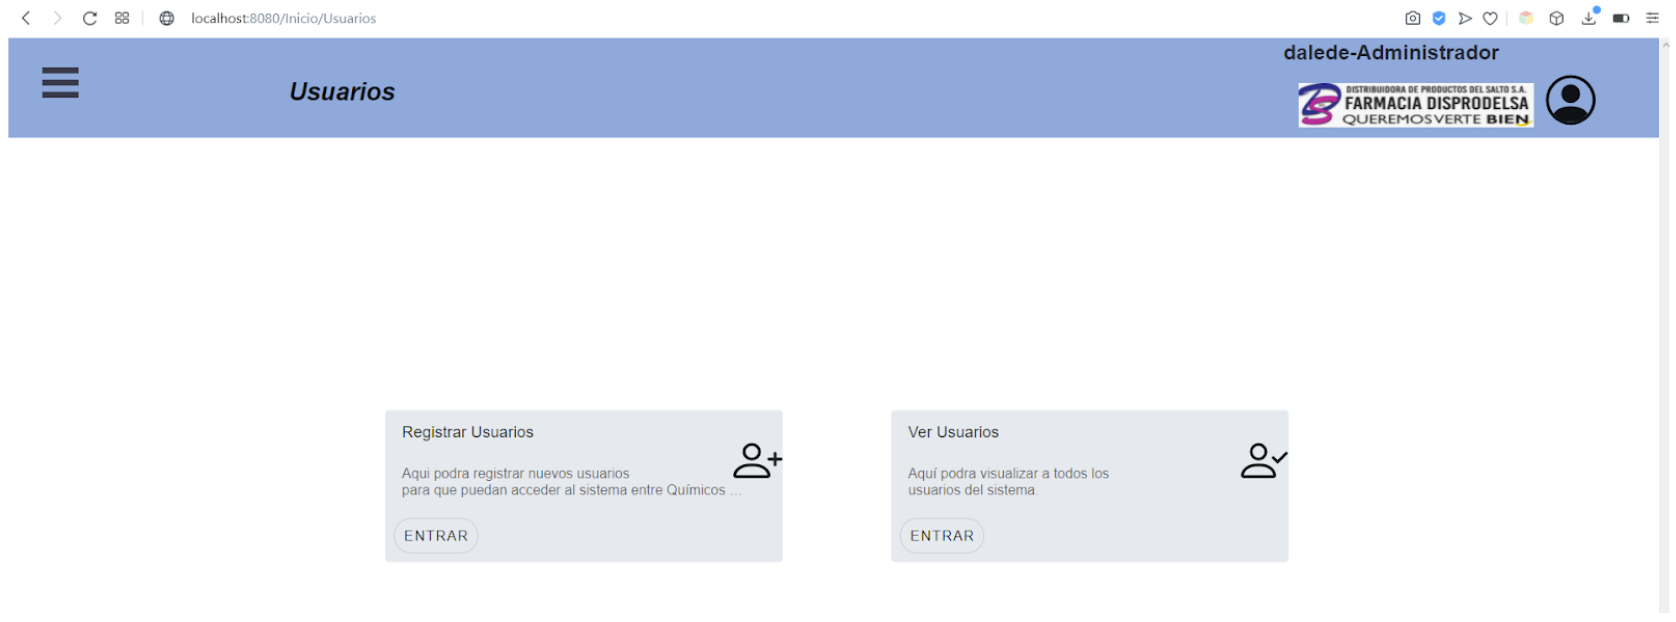 localhost:8080/Inicio/Usuarios
dalede-Administrador
Usuarios
DISTRIBUIDORA DE PRODUCTOS DEL SALTO S.A.
FARMACIA DISPRODELSA
QUEREMOS VERTE BIEN
Registrar Usuarios
Aqui podra registrar nuevos usuarios
para que puedan acceder al sistema entre Químicos ...
ENTRAR
Ver Usuarios
Aquí podra visualizar a todos los
usuarios del sistema.
ENTRAR